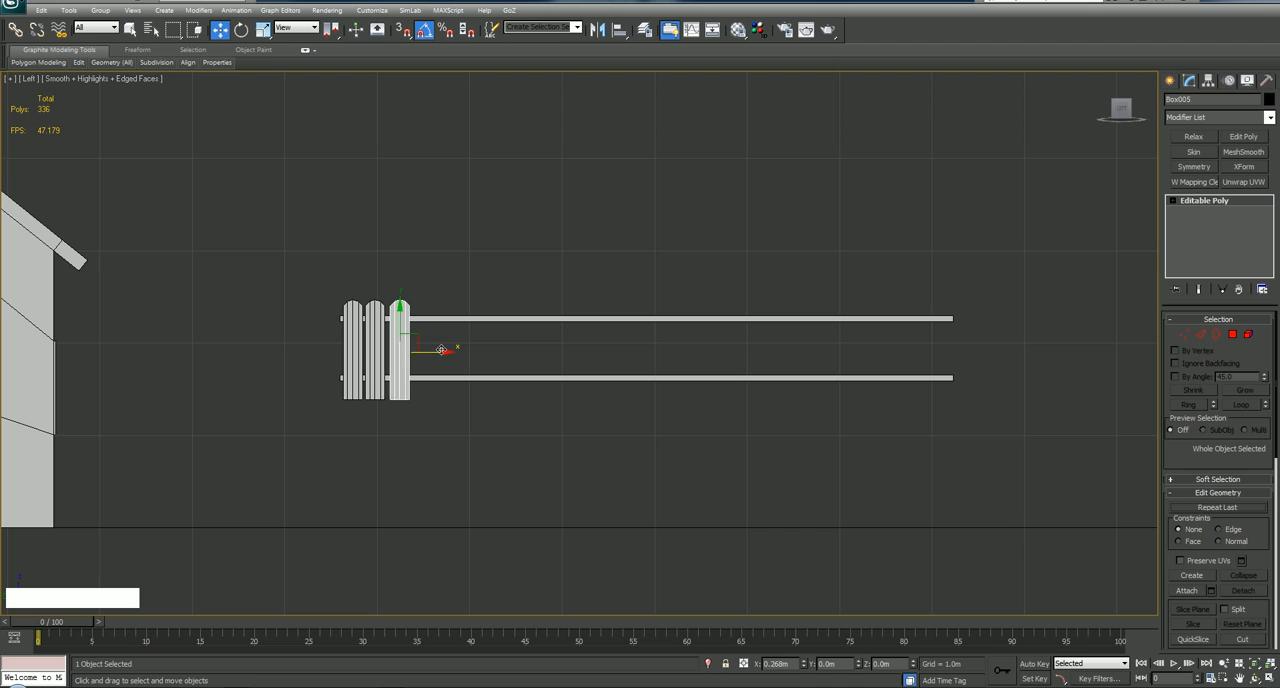 Edit Tools Group Views Create Modifiers Animation Graph Editors Rendering Customize SimLab MAXScript Help GoZ
All View 3 Create Selection Se
Graphite Modeling Tools Freeform Selection Object Paint
Polygon Modeling Edit Geometry (All) Subdivision Align Properties
[ + ] [ Left ] [ Smooth + Highlights + Edged Faces ]
Total
Polys: 336
FPS: 47.179
LEFT
x
Box005
Modifier List
Relax Edit Poly
Skin MeshSmooth
Symmetry XForm
W Mapping Cle Unwrap UVW
Editable Poly
- Selection
By Vertex
Ignore Backfacing
By Angle: 45.0
Shrink Grow
Ring Loop
Preview Selection
Off SubObj Multi
Whole Object Selected
+ Soft Selection
- Edit Geometry
Repeat Last
Constraints
None Edge
Face Normal
Preserve UVs
Create Collapse
Attach Detach
Slice Plane Split
Slice Reset Plane
QuickSlice Cut
< 0 / 100 >
0 5 10 15 20 25 30 35 40 45 50 55 60 65 70 75 80 85 90 95 100
1 Object Selected X: 0.268m Y: 0.0m Z: 0.0m Grid = 1.0m Auto Key Selected
Welcome to M Click and drag to select and move objects Add Time Tag Set Key Key Filters... 0